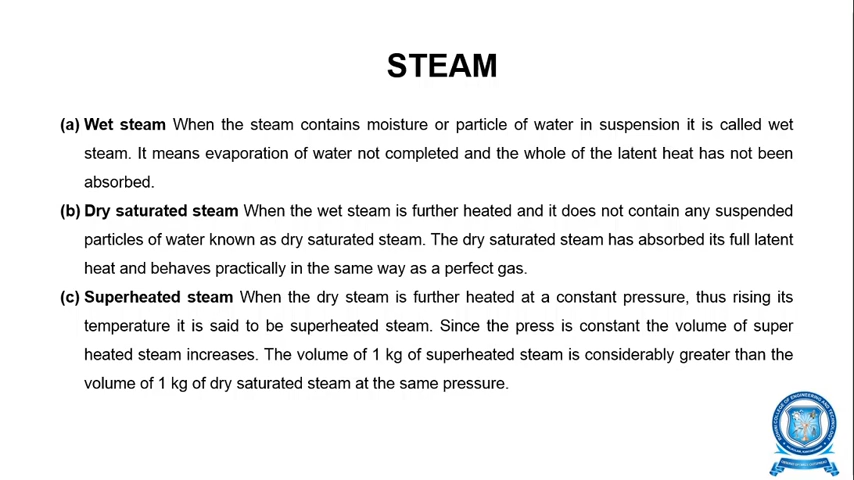 STEAM
(a) Wet steam When the steam contains moisture or particle of water in suspension it is called wet
steam. It means evaporation of water not completed and the whole of the latent heat has not been
absorbed.
(b) Dry saturated steam When the wet steam is further heated and it does not contain any suspended
particles of water known as dry saturated steam. The dry saturated steam has absorbed its full latent
heat and behaves practically in the same way as a perfect gas.
(c) Superheated steam When the dry steam is further heated at a constant pressure, thus rising its
temperature it is said to be superheated steam. Since the press is constant the volume of super
heated steam increases. The volume of 1 kg of superheated steam is considerably greater than the
volume of 1 kg of dry saturated steam at the same pressure.
COLLEGE OF ENGINEERING AND TECHNOLOGY